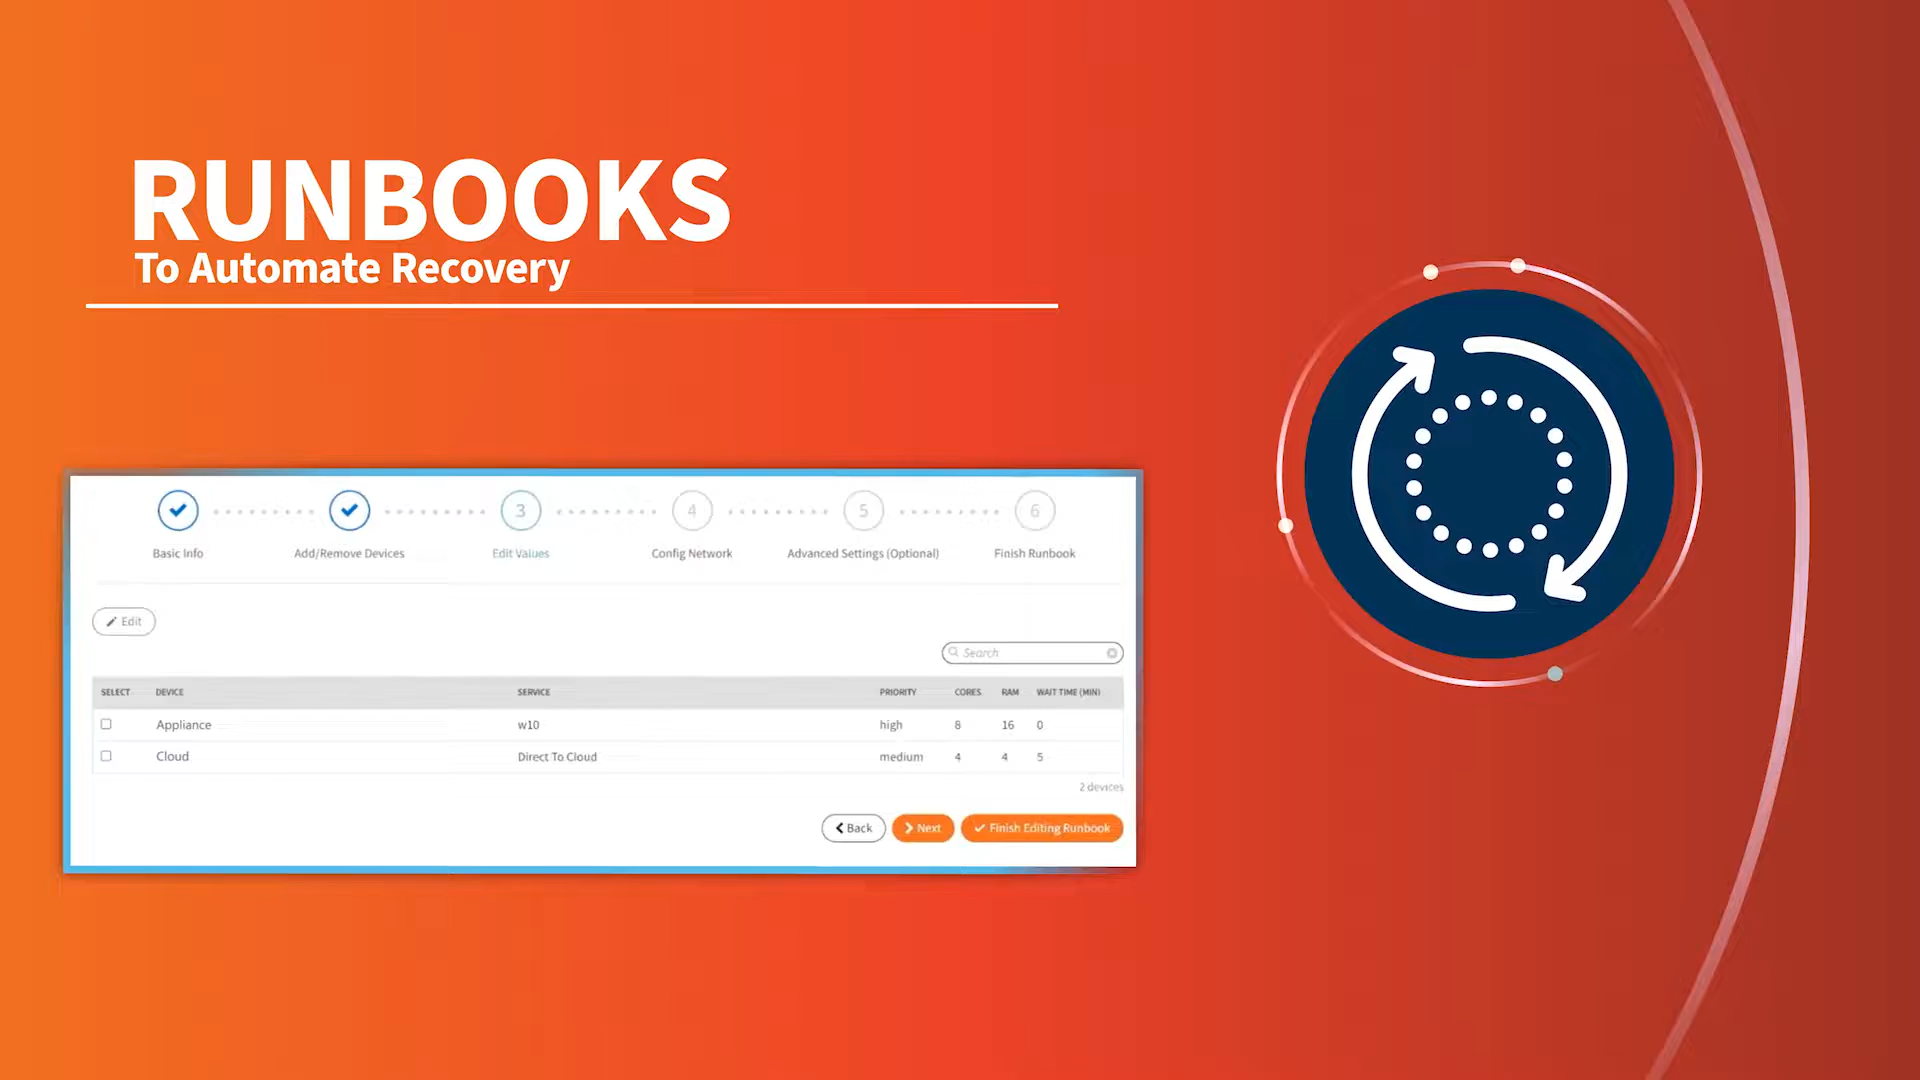 RUNBOOKS
To Automate Recovery
3 4 5 6
Basic Info Add/Remove Devices Edit Values Config Network Advanced Settings (Optional) Finish Runbook
Edit
Search
SELECT DEVICE SERVICE PRIORITY CORES RAM WAIT TIME (MIN)
Appliance w10 high 8 16 0
Cloud Direct To Cloud medium 4 4 5
2 devices
Back Next Finish Editing Runbook